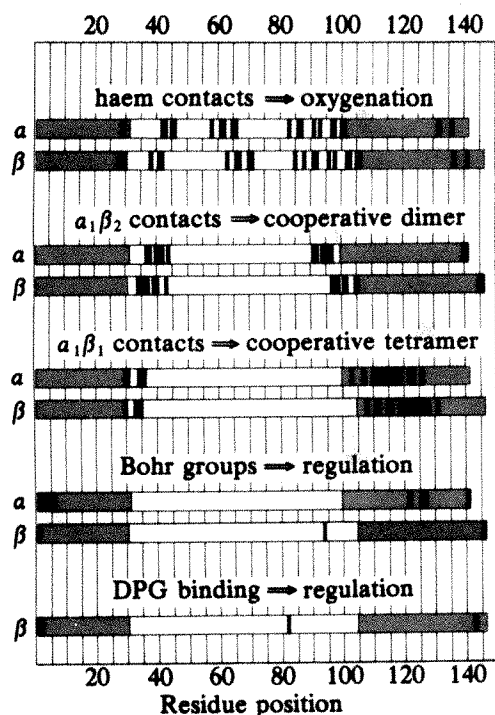 20 40 60 80 100 120 140
haem contacts ⇒ oxygenation
α
β
α₁β₂ contacts ⇒ cooperative dimer
α
β
α₁β₁ contacts ⇒ cooperative tetramer
α
β
Bohr groups ⇒ regulation
α
β
DPG binding ⇒ regulation
β
20 40 60 80 100 120 140
Residue position